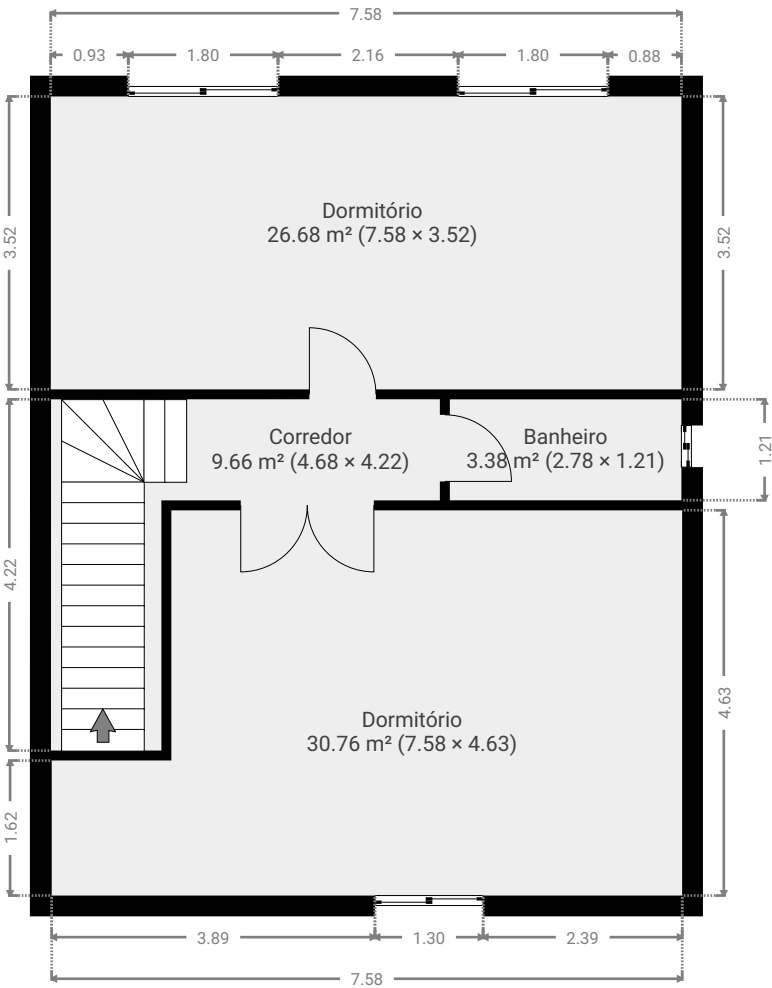 7.58
0.93 1.80 2.16 1.80 0.88
3.52
Dormitório
26.68 m² (7.58 × 3.52)
3.52
Corredor
9.66 m² (4.68 × 4.22)
Banheiro
3.38 m² (2.78 × 1.21)
1.21
4.22
4.63
Dormitório
30.76 m² (7.58 × 4.63)
1.62
3.89 1.30 2.39
7.58